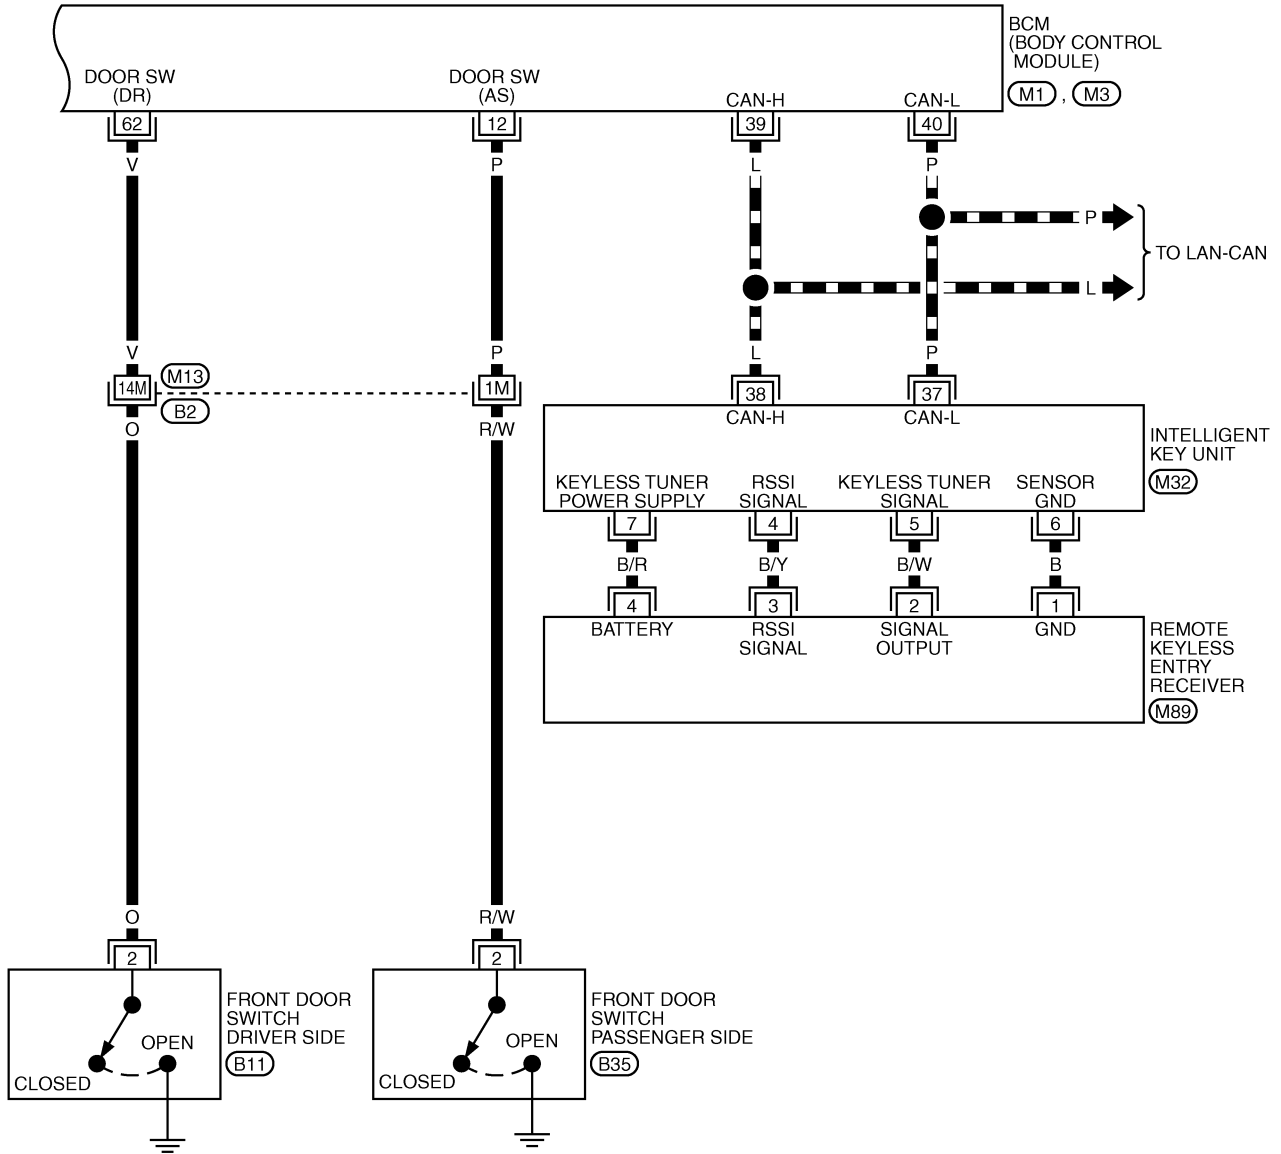 BCM
(BODY CONTROL
MODULE)
M1 , M3
DOOR SW
(DR)
DOOR SW
(AS)
CAN-H
CAN-L
62
12
39
40
V
P
L
P
P
TO LAN-CAN
L
V
P
L
P
14M
M13
B2
1M
38
37
O
R/W
CAN-H
CAN-L
INTELLIGENT
KEY UNIT
M32
KEYLESS TUNER
POWER SUPPLY
RSSI
SIGNAL
KEYLESS TUNER
SIGNAL
SENSOR
GND
7
4
5
6
B/R
B/Y
B/W
B
4
3
2
1
BATTERY
RSSI
SIGNAL
SIGNAL
OUTPUT
GND
REMOTE
KEYLESS
ENTRY
RECEIVER
M89
O
R/W
2
2
OPEN
CLOSED
FRONT DOOR
SWITCH
DRIVER SIDE
B11
OPEN
CLOSED
FRONT DOOR
SWITCH
PASSENGER SIDE
B35